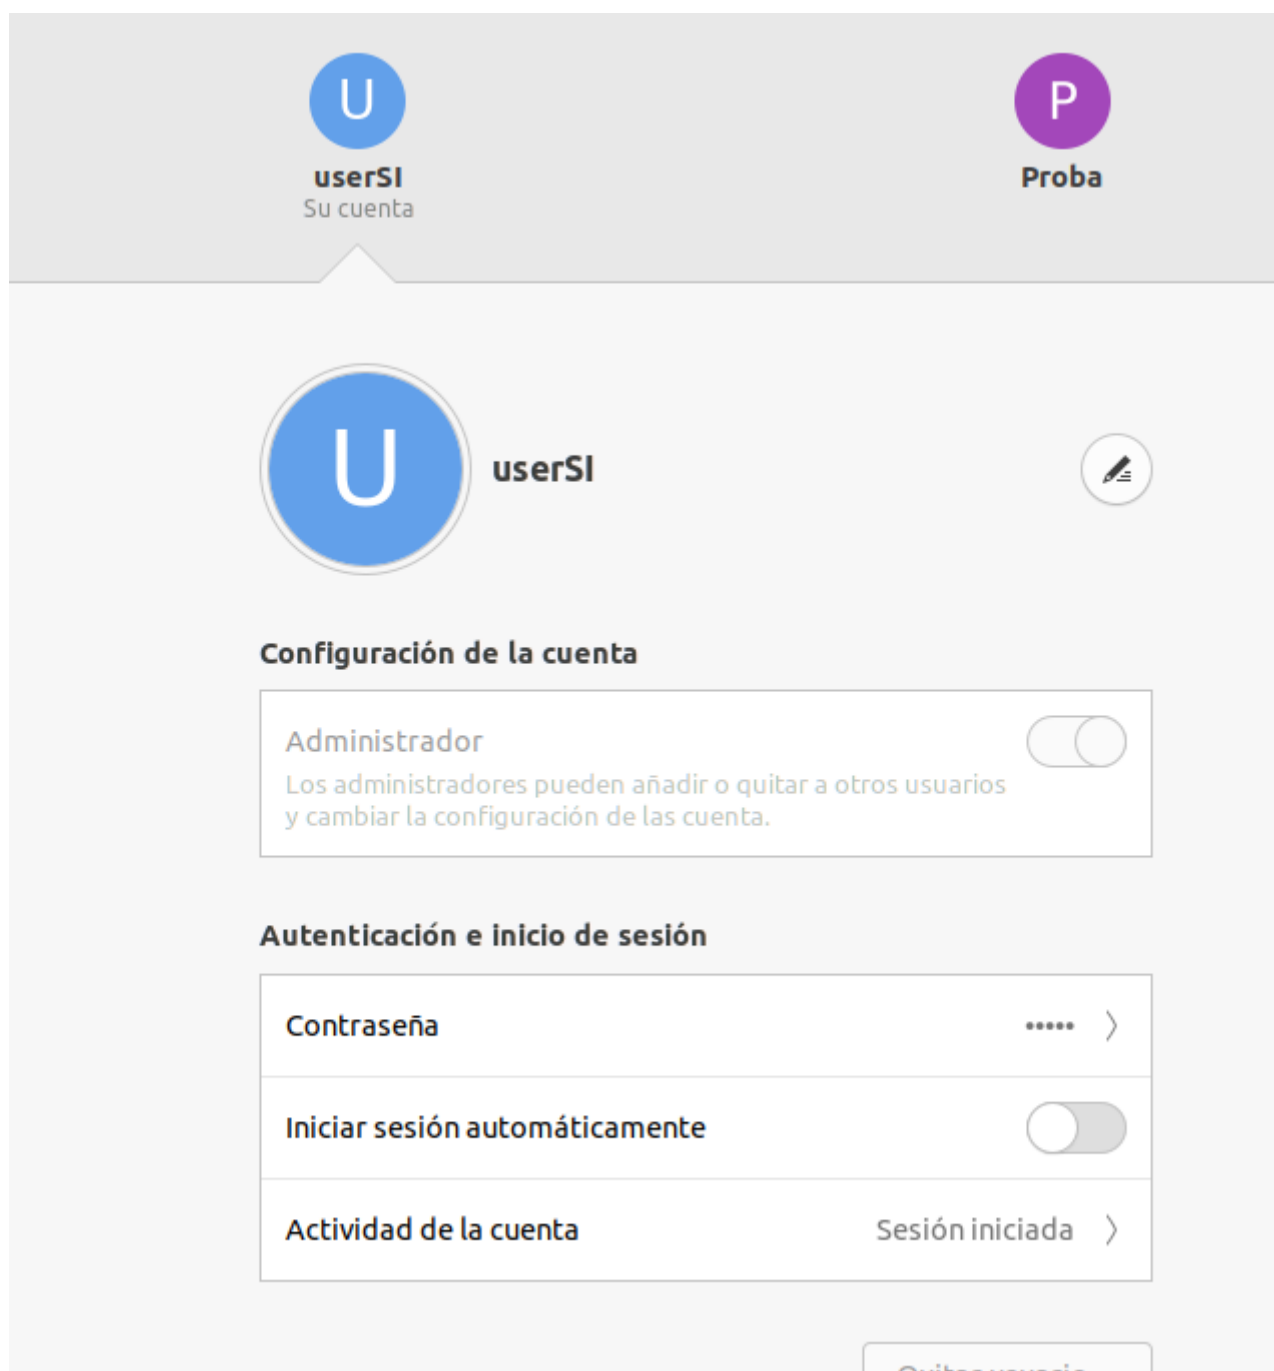 U
P
userSI
Proba
Su cuenta
U
userSI
Configuración de la cuenta
Administrador
Los administradores pueden añadir o quitar a otros usuarios
y cambiar la configuración de las cuenta.
Autenticación e inicio de sesión
Contraseña
Iniciar sesión automáticamente
Actividad de la cuenta
Sesión iniciada